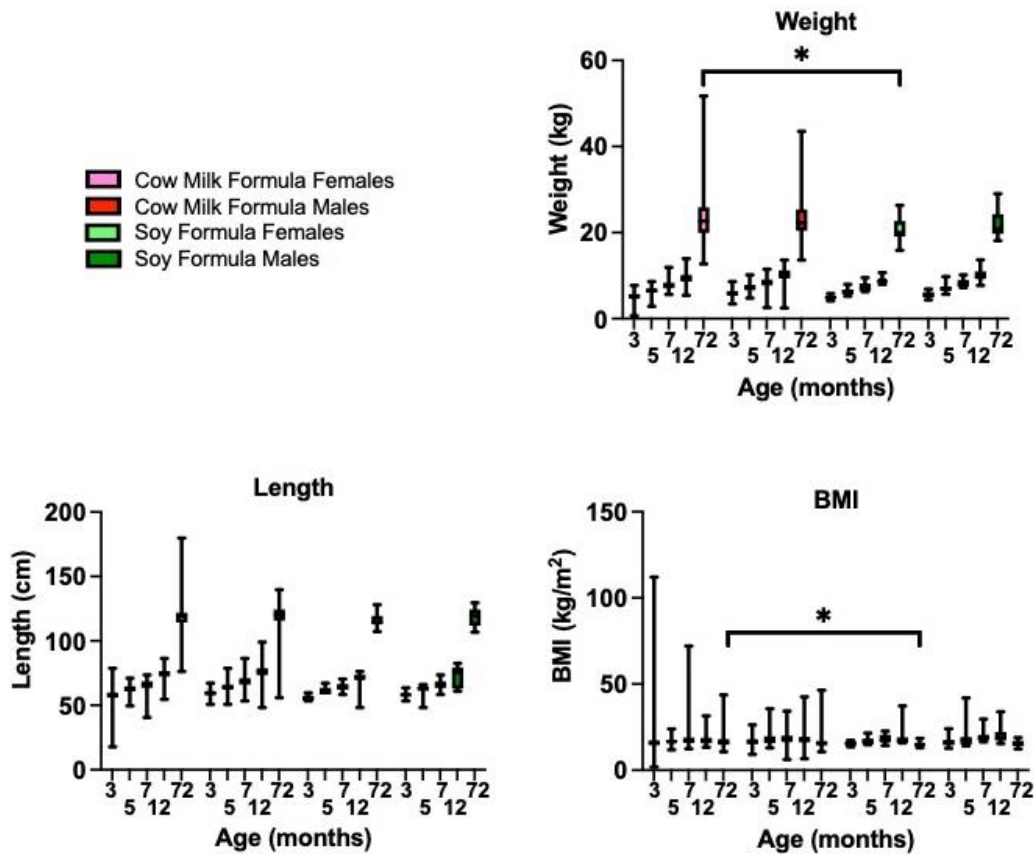 Weight
*
60
40
20
0
Weight (kg)
3 7 72 3 7 72 3 7 72 3 7 72
5 12 5 12 5 12 5 12
Age (months)
Cow Milk Formula Females
Cow Milk Formula Males
Soy Formula Females
Soy Formula Males
Length
200
150
100
50
0
Length (cm)
3 7 72 3 7 72 3 7 72 3 7 72
5 12 5 12 5 12 5 12
Age (months)
BMI
*
150
100
50
0
BMI (kg/m²)
3 7 72 3 7 72 3 7 72 3 7 72
5 12 5 12 5 12 5 12
Age (months)